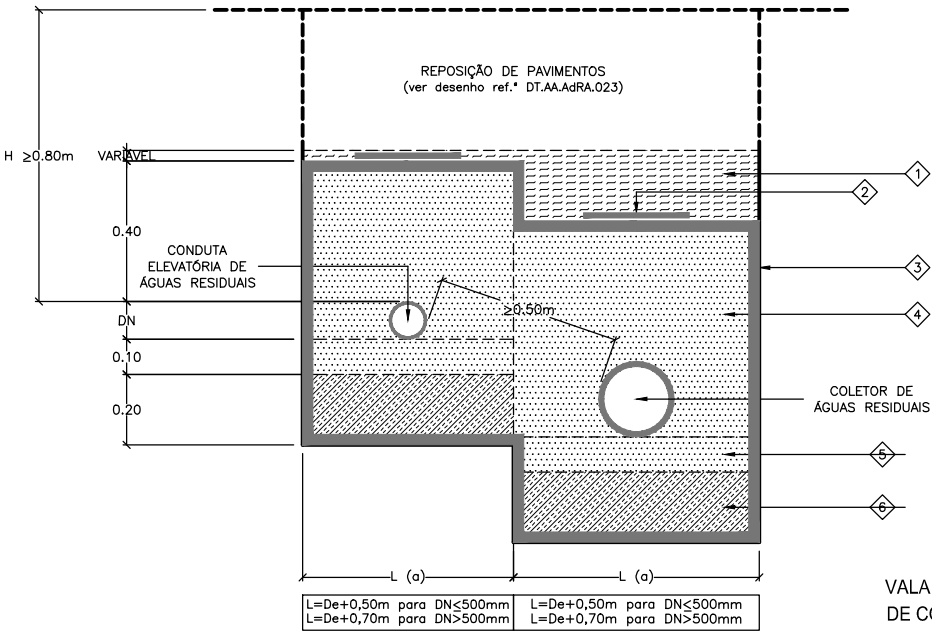 REPOSIÇÃO DE PAVIMENTOS
(ver desenho ref.ª DT.AA.AdRA.023)
H ≥0.80m
VARIÁVEL
1
2
0.40
CONDUTA
ELEVATÓRIA DE
ÁGUAS RESIDUAIS
3
≥0.50m
4
DN
0.10
0.20
COLETOR DE
ÁGUAS RESIDUAIS
5
6
L (a)
L (a)
L=De+0,50m para DN≤500mm
L=De+0,70m para DN>500mm
L=De+0,50m para DN≤500mm
L=De+0,70m para DN>500mm
VALA
DE CO